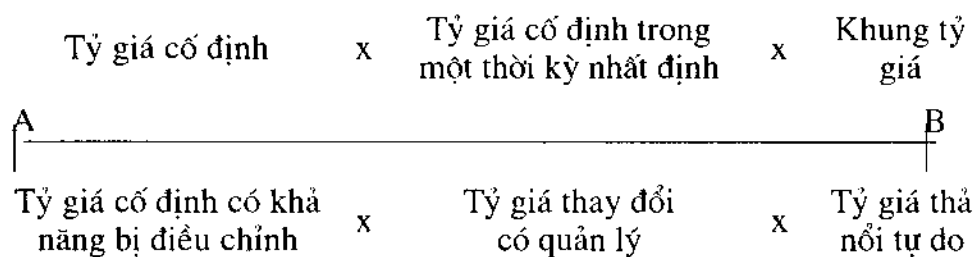 Tỷ giá cố định x Tỷ giá cố định trong một thời kỳ nhất định x Khung tỷ giá
A B
Tỷ giá cố định có khả năng bị điều chỉnh x Tỷ giá thay đổi có quản lý x Tỷ giá thả nổi tự do